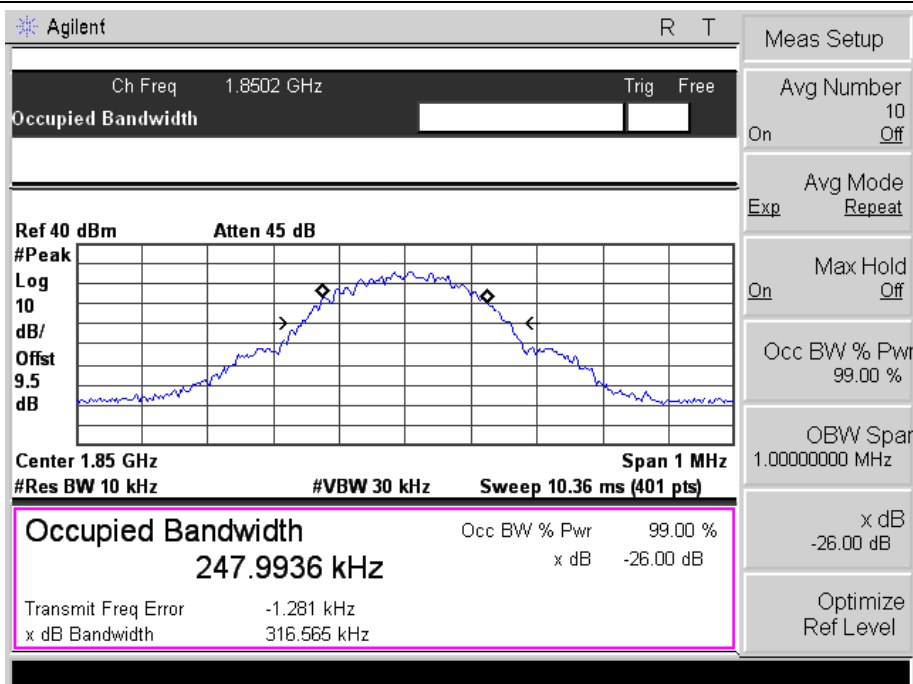 Agilent R T
Ch Freq 1.8502 GHz Trig Free
Occupied Bandwidth
Ref 40 dBm Atten 45 dB
#Peak
Log
10
dB/
Offst
9.5
dB
Center 1.85 GHz Span 1 MHz
#Res BW 10 kHz #VBW 30 kHz Sweep 10.36 ms (401 pts)
Occupied Bandwidth
247.9936 kHz
Occ BW % Pwr 99.00 %
x dB -26.00 dB
Transmit Freq Error -1.281 kHz
x dB Bandwidth 316.565 kHz
Meas Setup
Avg Number
10
On Off
Avg Mode
Exp Repeat
Max Hold
On Off
Occ BW % Pwr
99.00 %
OBW Span
1.00000000 MHz
x dB
-26.00 dB
Optimize
Ref Level